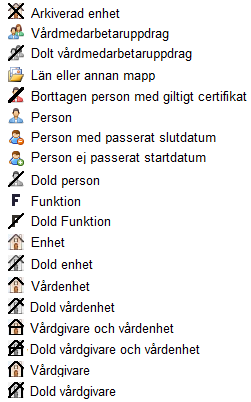 Arkiverad enhet
Vårdmedarbetaruppdrag
Dolt vårdmedarbetaruppdrag
Län eller annan mapp
Borttagen person med giltigt certifikat
Person
Person med passerat slutdatum
Person ej passerat startdatum
Dold person
F Funktion
F Dold Funktion
Enhet
Dold enhet
Vårdenhet
Dold vårdenhet
Vårdgivare och vårdenhet
Dold vårdgivare och vårdenhet
Vårdgivare
Dold vårdgivare